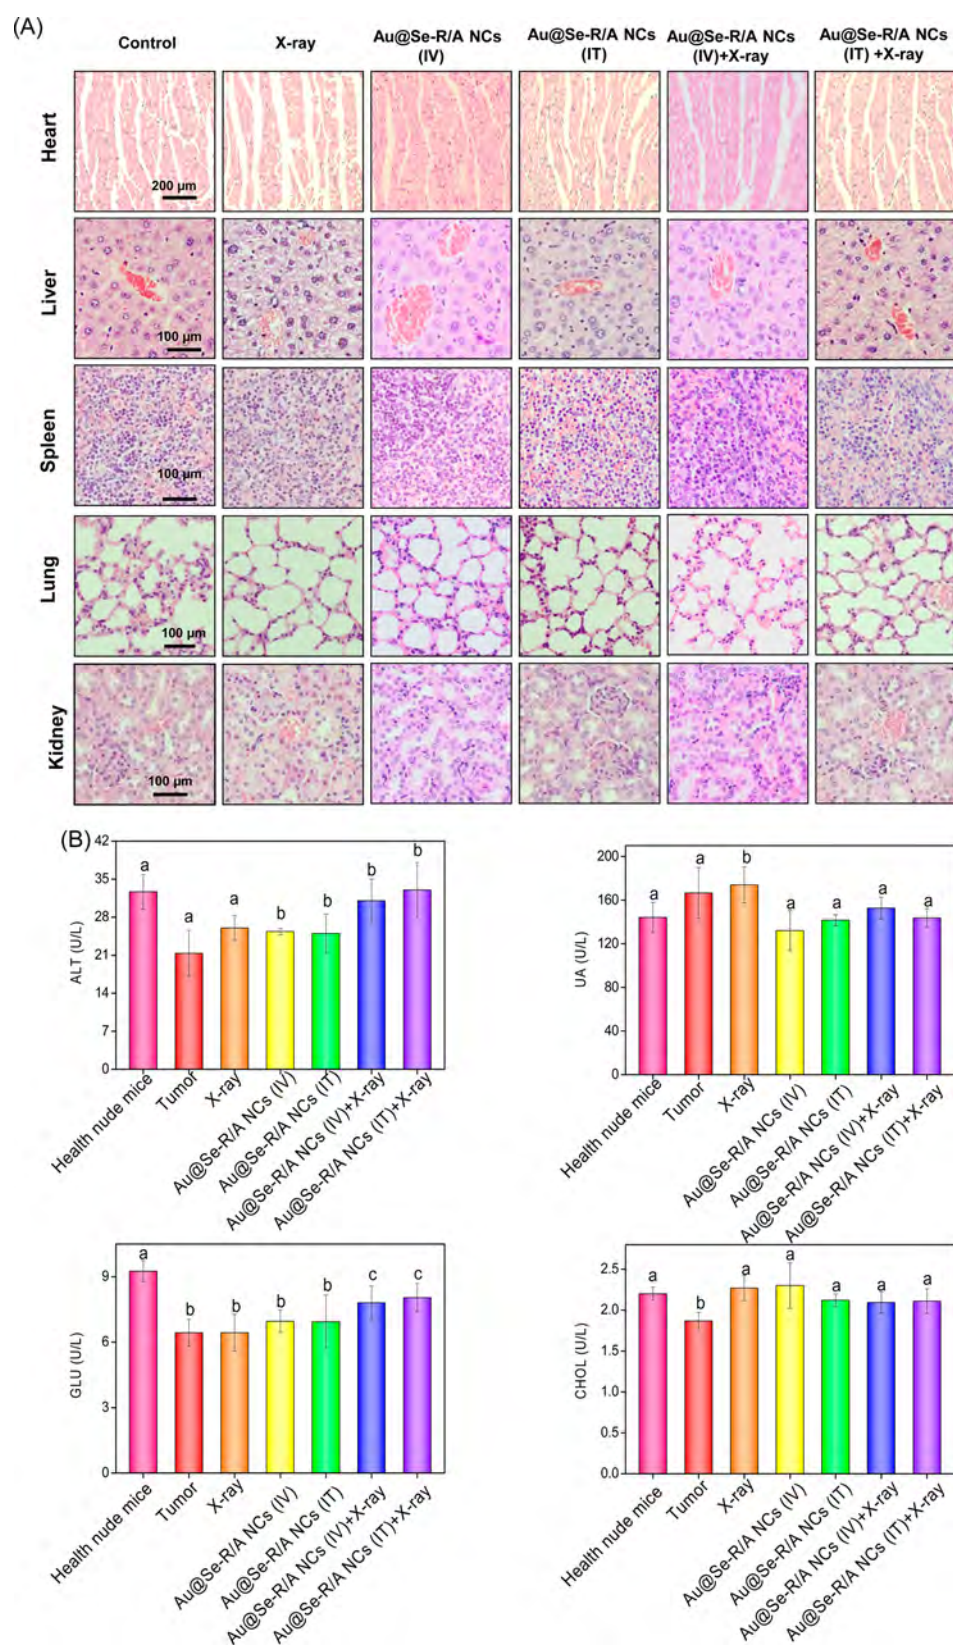 (A)
Control
X-ray
Au@Se-R/A NCs
(IV)
Au@Se-R/A NCs
(IT)
Au@Se-R/A NCs
(IV)+X-ray
Au@Se-R/A NCs
(IT) +X-ray
Heart
200 μm
Liver
100 μm
Spleen
100 μm
Lung
100 μm
Kidney
100 μm
(B)
ALT (U/L)
42
35
28
21
14
7
0
a
a
a
b
b
b
b
Health nude mice
Tumor
X-ray
Au@Se-R/A NCs (IV)
Au@Se-R/A NCs (IT)
Au@Se-R/A NCs (IV)+X-ray
Au@Se-R/A NCs (IT)+X-ray
UA (U/L)
200
160
120
80
40
0
a
a
b
a
a
a
a
Health nude mice
Tumor
X-ray
Au@Se-R/A NCs (IV)
Au@Se-R/A NCs (IT)
Au@Se-R/A NCs (IV)+X-ray
Au@Se-R/A NCs (IT)+X-ray
GLU (U/L)
9
6
3
0
a
b
b
b
b
c
c
Health nude mice
Tumor
X-ray
Au@Se-R/A NCs (IV)
Au@Se-R/A NCs (IT)
Au@Se-R/A NCs (IV)+X-ray
Au@Se-R/A NCs (IT)+X-ray
CHOL (U/L)
2.5
2.0
1.5
1.0
0.5
0.0
a
b
a
a
a
a
a
Health nude mice
Tumor
X-ray
Au@Se-R/A NCs (IV)
Au@Se-R/A NCs (IT)
Au@Se-R/A NCs (IV)+X-ray
Au@Se-R/A NCs (IT)+X-ray